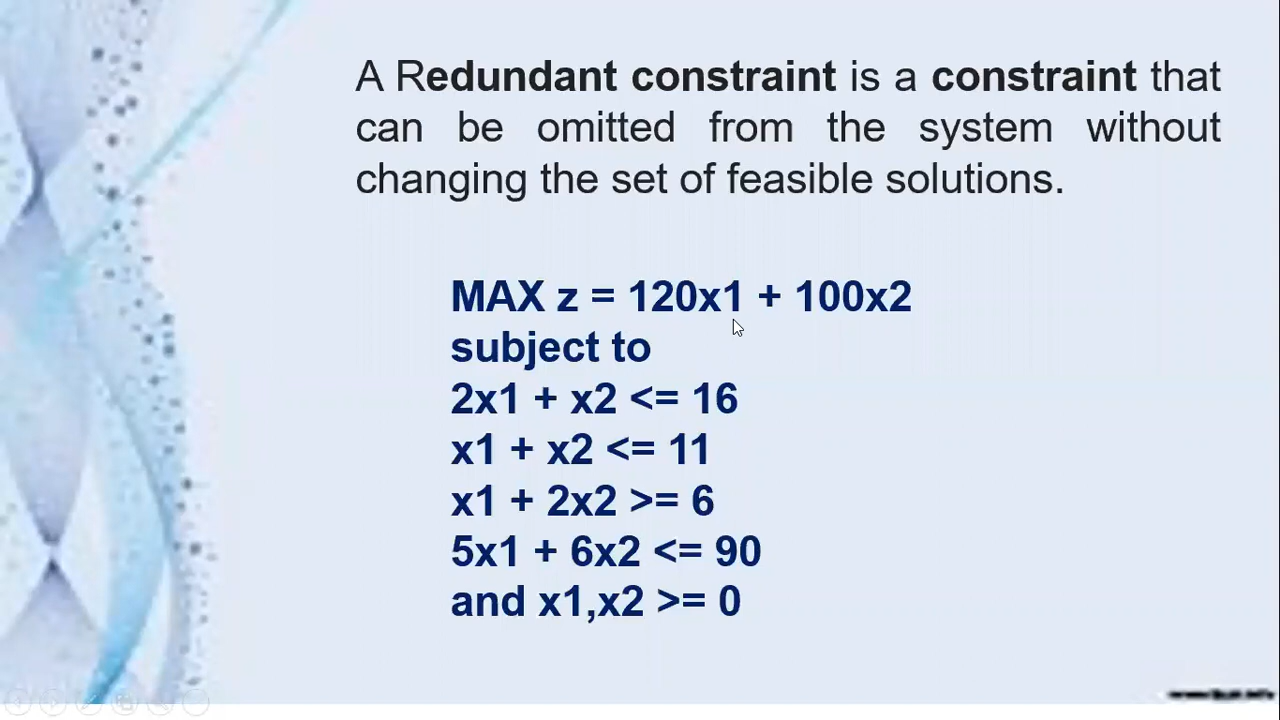 A Redundant constraint is a constraint that
can be omitted from the system without
changing the set of feasible solutions.
MAX z = 120x1 + 100x2
subject to
2x1 + x2 <= 16
x1 + x2 <= 11
x1 + 2x2 >= 6
5x1 + 6x2 <= 90
and x1,x2 >= 0